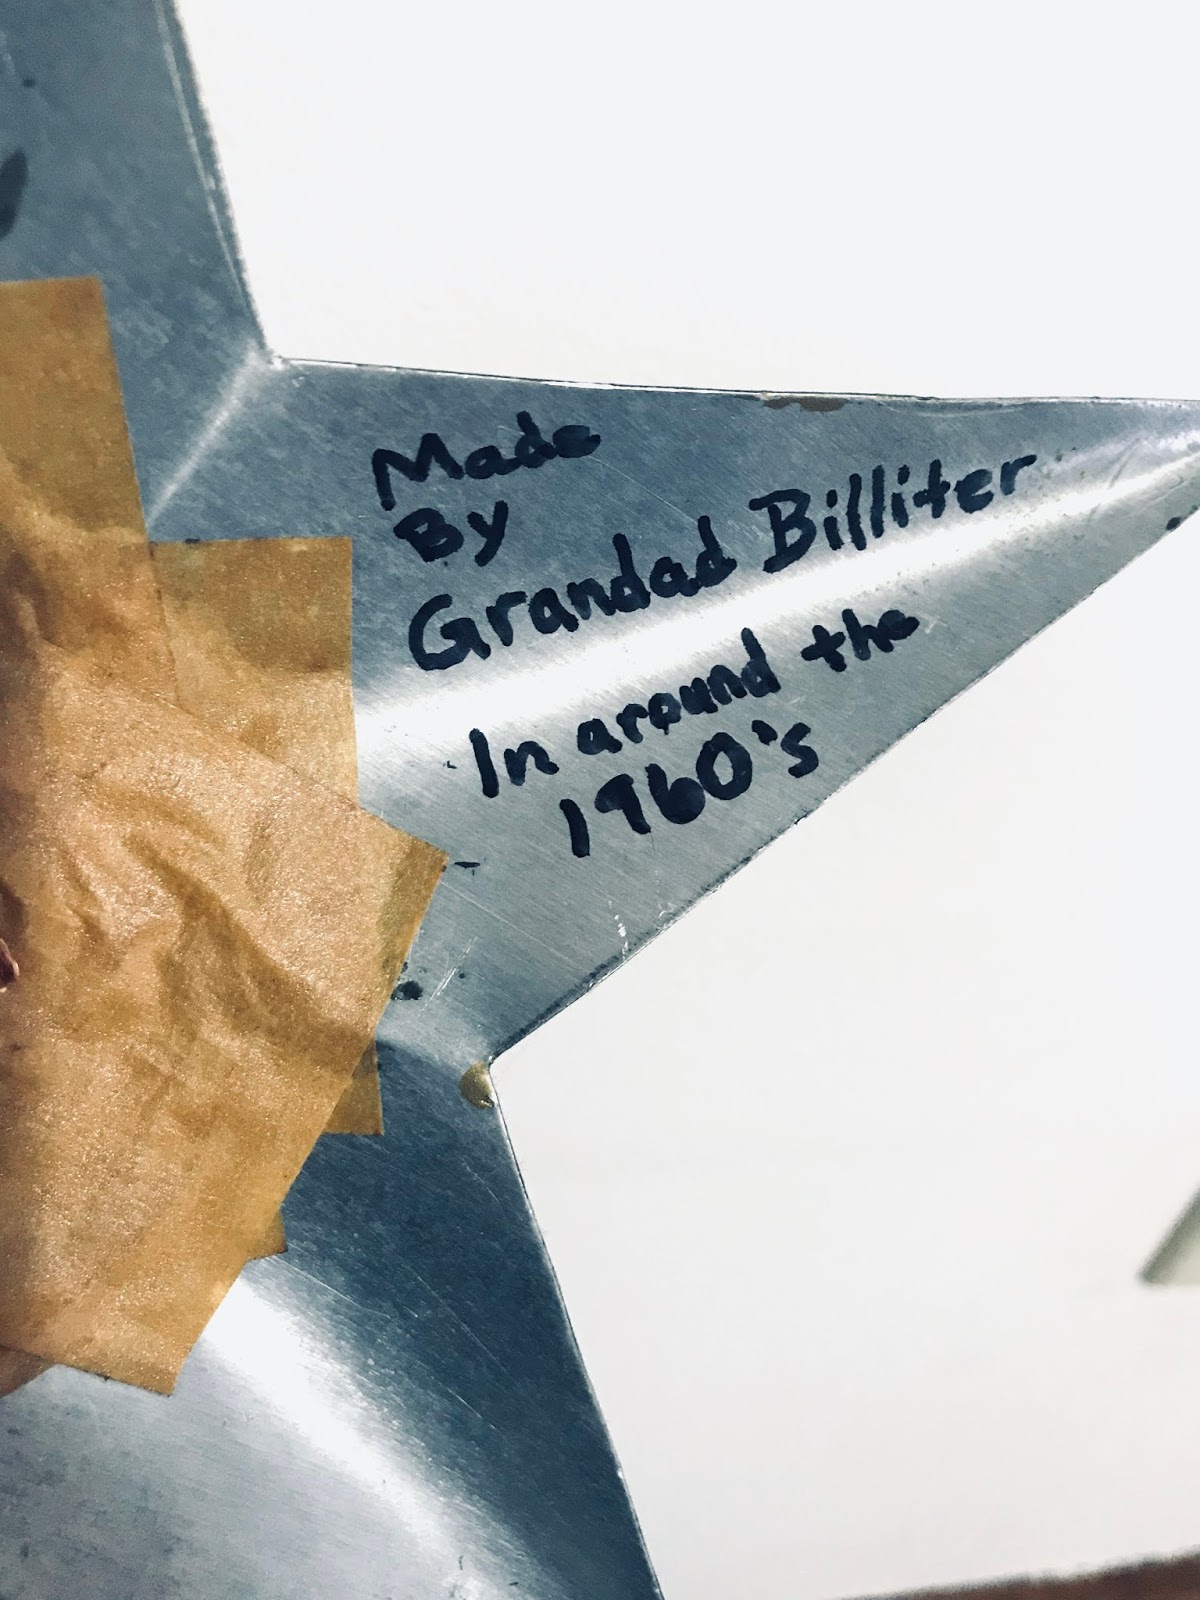 Made
By
Grandad Billiter
In around the
1960's